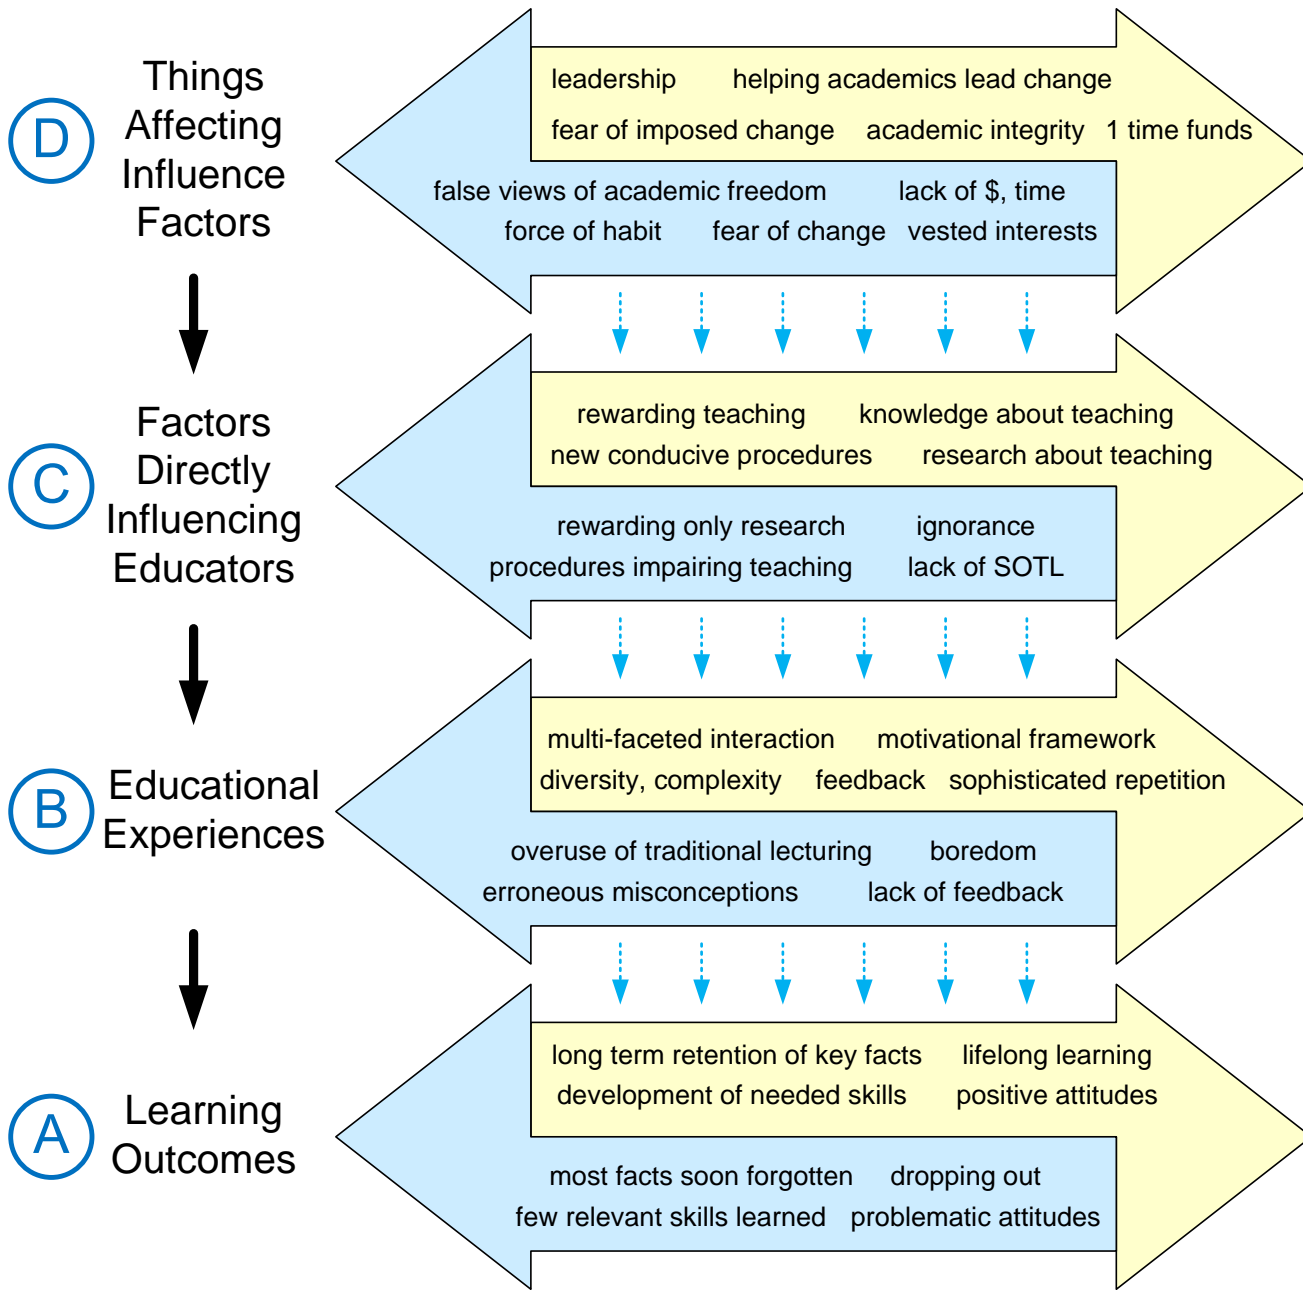 D
Things
Affecting
Influence
Factors
leadership helping academics lead change
fear of imposed change academic integrity 1 time funds
false views of academic freedom lack of $, time
force of habit fear of change vested interests
C
Factors
Directly
Influencing
Educators
rewarding teaching knowledge about teaching
new conducive procedures research about teaching
rewarding only research ignorance
procedures impairing teaching lack of SOTL
B
Educational
Experiences
multi-faceted interaction motivational framework
diversity, complexity feedback sophisticated repetition
overuse of traditional lecturing boredom
erroneous misconceptions lack of feedback
A
Learning
Outcomes
long term retention of key facts lifelong learning
development of needed skills positive attitudes
most facts soon forgotten dropping out
few relevant skills learned problematic attitudes